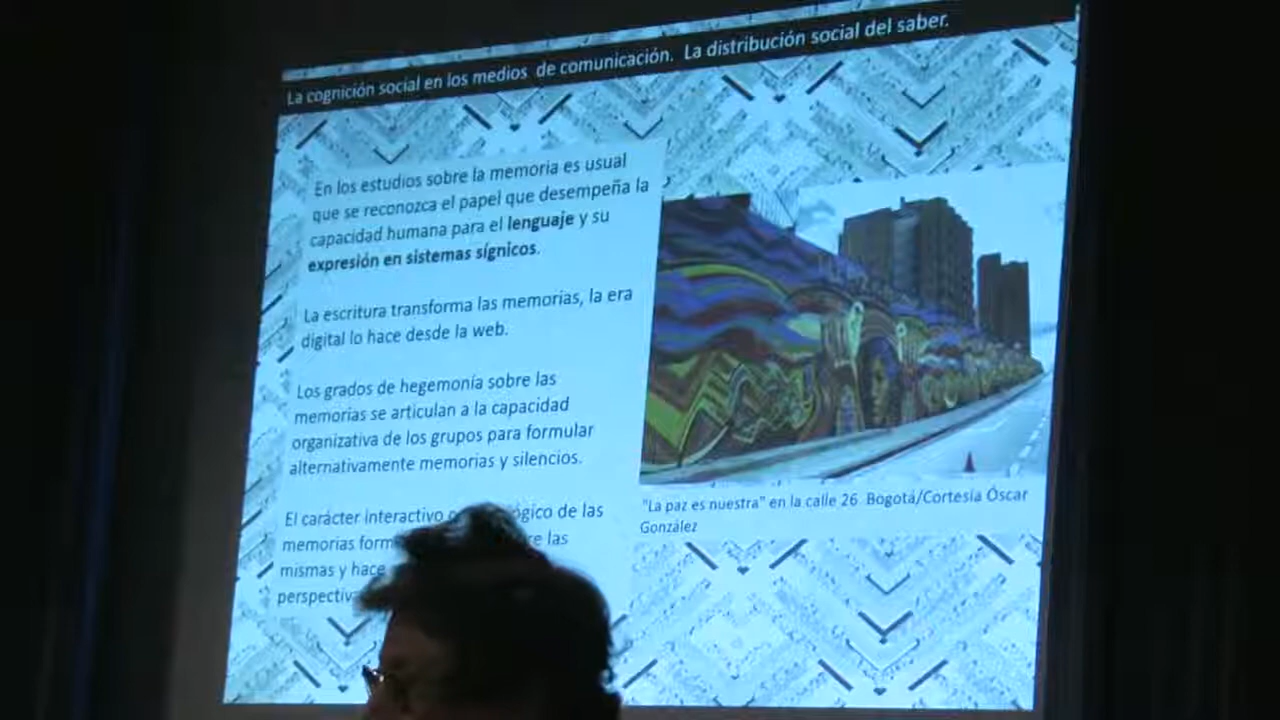 La cognición social en los medios de comunicación. La distribución social del saber.
En los estudios sobre la memoria es usual
que se reconozca el papel que desempeña la
capacidad humana para el lenguaje y su
expresión en sistemas sígnicos.
La escritura transforma las memorias, la era
digital lo hace desde la web.
Los grados de hegemonía sobre las
memorias se articulan a la capacidad
organizativa de los grupos para formular
alternativamente memorias y silencios.
El carácter interactivo de las
memorias las
mismas y hace
"La paz es nuestra" en la calle 26 Bogotá/Cortesía Óscar
González